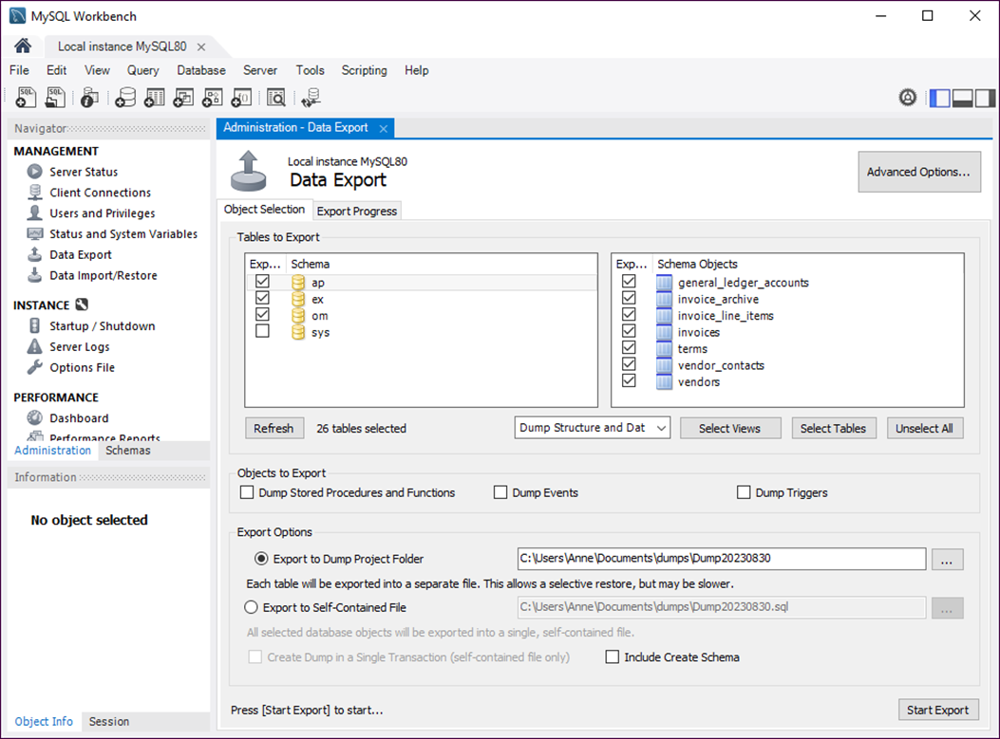 MySQL Workbench
Local instance MySQL80
File Edit View Query Database Server Tools Scripting Help
Navigator
MANAGEMENT
Server Status
Client Connections
Users and Privileges
Status and System Variables
Data Export
Data Import/Restore
INSTANCE
Startup / Shutdown
Server Logs
Options File
PERFORMANCE
Dashboard
Performance Reports
Administration Schemas
Information
No object selected
Object Info Session
Administration - Data Export
Local instance MySQL80
Data Export
Advanced Options...
Object Selection Export Progress
Tables to Export
Exp... Schema
ap
ex
om
sys
Exp... Schema Objects
general_ledger_accounts
invoice_archive
invoice_line_items
invoices
terms
vendor_contacts
vendors
Refresh 26 tables selected Dump Structure and Dat Select Views Select Tables Unselect All
Objects to Export
Dump Stored Procedures and Functions Dump Events Dump Triggers
Export Options
Export to Dump Project Folder C:\Users\Anne\Documents\dumps\Dump20230830 ...
Each table will be exported into a separate file. This allows a selective restore, but may be slower.
Export to Self-Contained File C:\Users\Anne\Documents\dumps\Dump20230830.sql ...
All selected database objects will be exported into a single, self-contained file.
Create Dump in a Single Transaction (self-contained file only) Include Create Schema
Press [Start Export] to start... Start Export